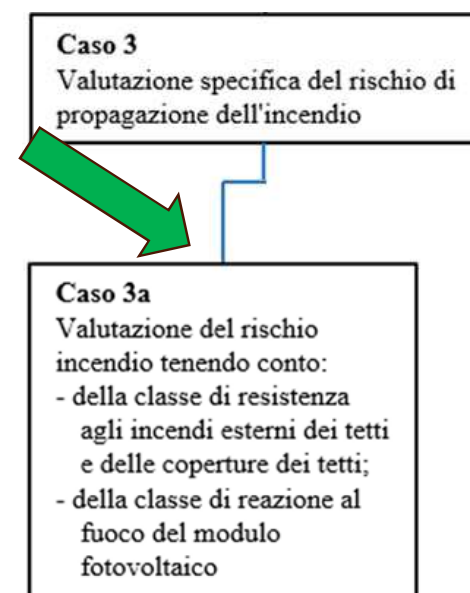 Caso 3
Valutazione specifica del rischio di
propagazione dell'incendio
Caso 3a
Valutazione del rischio
incendio tenendo conto:
- della classe di resistenza
agli incendi esterni dei tetti
e delle coperture dei tetti;
- della classe di reazione al
fuoco del modulo
fotovoltaico